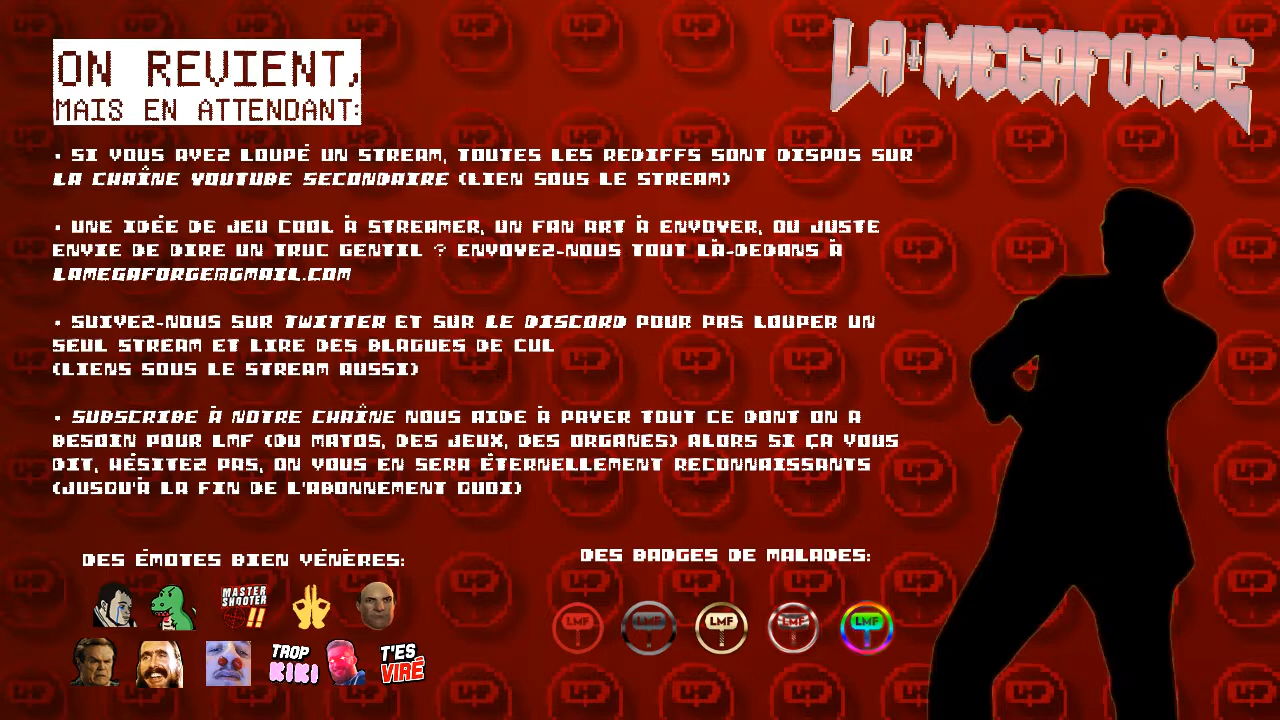 ON REVIENT,
MAIS EN ATTENDANT:
LA MEGAFORGE
• SI VOUS AVEZ LOUPÉ UN STREAM, TOUTES LES REDIFFS SONT DISPOS SUR
LA CHAÎNE YOUTUBE SECONDAIRE (LIEN SOUS LE STREAM)
• UNE IDÉE DE JEU COOL À STREAMER, UN FAN ART À ENVOYER, OU JUSTE
ENVIE DE DIRE UN TRUC GENTIL ? ENVOYEZ-NOUS TOUT LÀ-DEDANS À
LAMEGAFORGE@GMAIL.COM
• SUIVEZ-NOUS SUR TWITTER ET SUR LE DISCORD POUR PAS LOUPER UN
SEUL STREAM ET LIRE DES BLAGUES DE CUL
(LIENS SOUS LE STREAM AUSSI)
• SUBSCRIBE À NOTRE CHAÎNE NOUS AIDE À PAYER TOUT CE DONT ON A
BESOIN POUR LMF (DU MATOS, DES JEUX, DES ORGANES) ALORS SI ÇA VOUS
DIT, HÉSITEZ PAS, ON VOUS EN SERA ÉTERNELLEMENT RECONNAISSANTS
(JUSQU'À LA FIN DE L'ABONNEMENT QUOI)
DES ÉMOTES BIEN VÉNÈRES:
DES BADGES DE MALADES:
MASTER
SHOOTER
TROP
KIKI
T'ES
VIRÉ
LMF
LMF
LMF
LMF
LMF